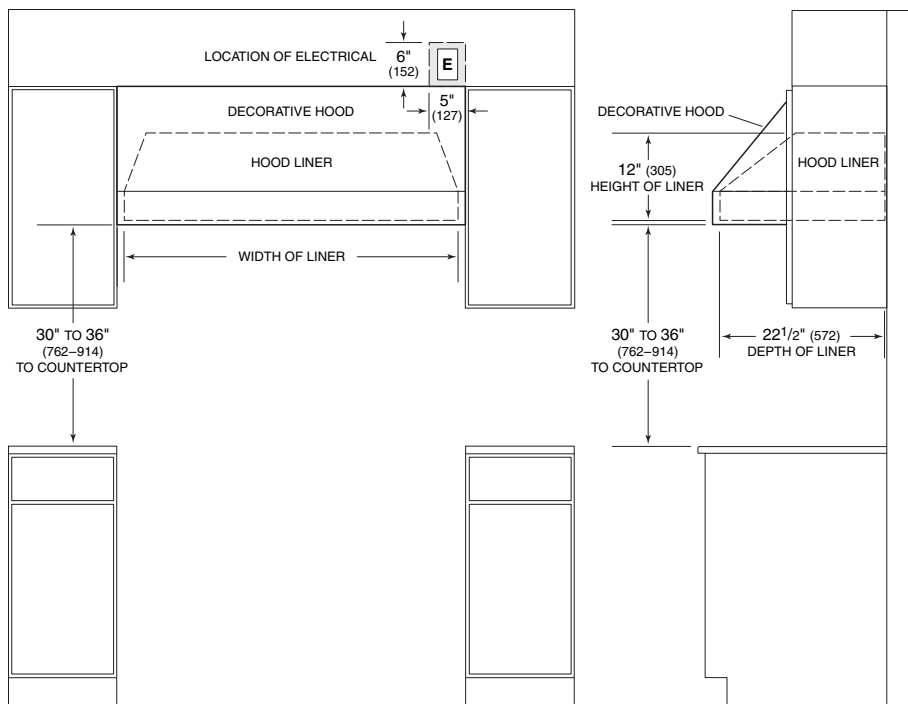 LOCATION OF ELECTRICAL
6"
(152)
E
5"
(127)
DECORATIVE HOOD
HOOD LINER
WIDTH OF LINER
30" TO 36"
(762–914)
TO COUNTERTOP
DECORATIVE HOOD
HOOD LINER
12" (305)
HEIGHT OF LINER
30" TO 36"
(762–914)
TO COUNTERTOP
22 1/2" (572)
DEPTH OF LINER